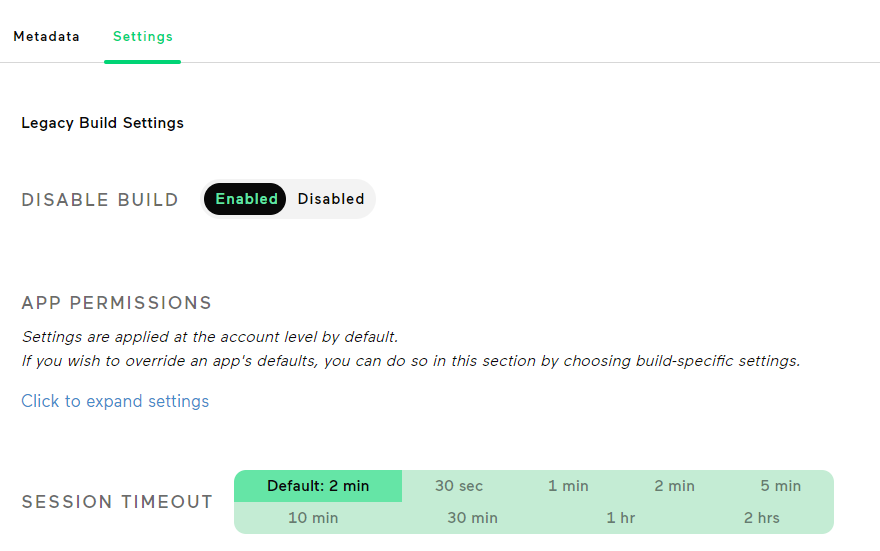 Metadata Settings
Legacy Build Settings
DISABLE BUILD Enabled Disabled
APP PERMISSIONS
Settings are applied at the account level by default.
If you wish to override an app's defaults, you can do so in this section by choosing build-specific settings.
Click to expand settings
Default: 2 min 30 sec 1 min 2 min 5 min
SESSION TIMEOUT
10 min 30 min 1 hr 2 hrs